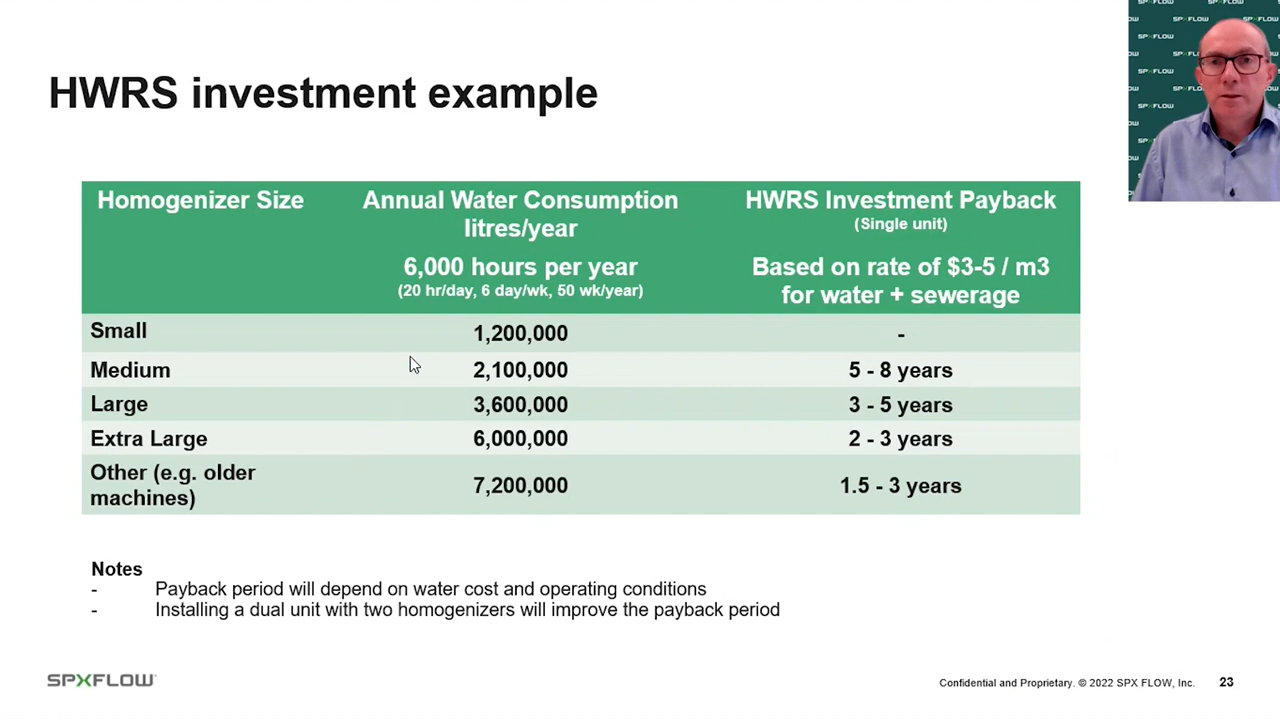 HWRS investment example
Homogenizer Size
Annual Water Consumption
litres/year
6,000 hours per year
(20 hr/day, 6 day/wk, 50 wk/year)
HWRS Investment Payback
(Single unit)
Based on rate of $3-5 / m3
for water + sewerage
Small 1,200,000 -
Medium 2,100,000 5 - 8 years
Large 3,600,000 3 - 5 years
Extra Large 6,000,000 2 - 3 years
Other (e.g. older
machines) 7,200,000 1.5 - 3 years
Notes
- Payback period will depend on water cost and operating conditions
- Installing a dual unit with two homogenizers will improve the payback period
SPXFLOW
Confidential and Proprietary. © 2022 SPX FLOW, Inc. 23